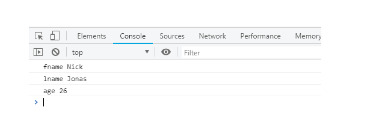 Elements Console Sources Network Performance Memory
top Filter
fname Nick
lname Jonas
age 26